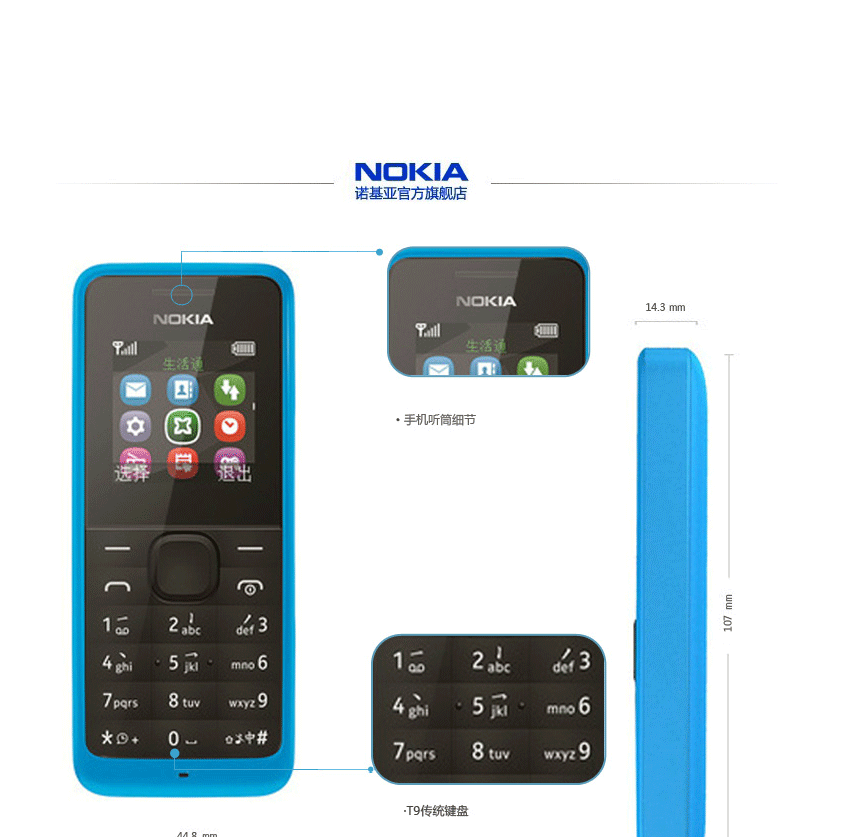 NOKIA
诺基亚官方旗舰店
NOKIA
生活通
选择 退出
1
2 abc
def 3
4 ghi
5 jkl
mno 6
7 pqrs
8 tuv
wxyz 9
* +
0
中#
NOKIA
生活通
• 手机听筒细节
14.3 mm
107 mm
1
2 abc
def 3
4 ghi
5 jkl
mno 6
7 pqrs
8 tuv
wxyz 9
·T9传统键盘
44.8 mm